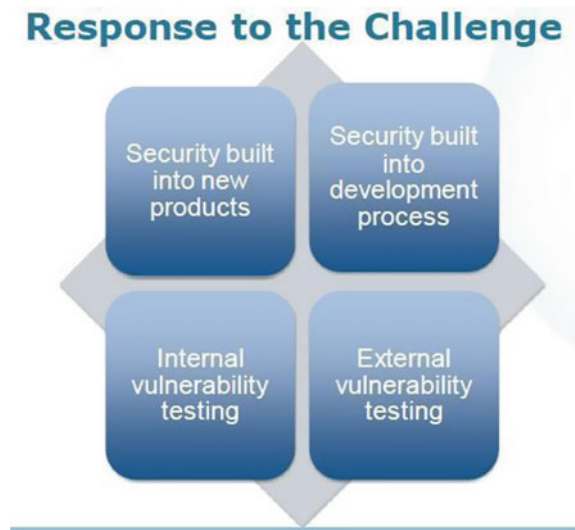 Response to the Challenge
Security built
into new
products
Security built
into
development
process
Internal
vulnerability
testing
External
vulnerability
testing